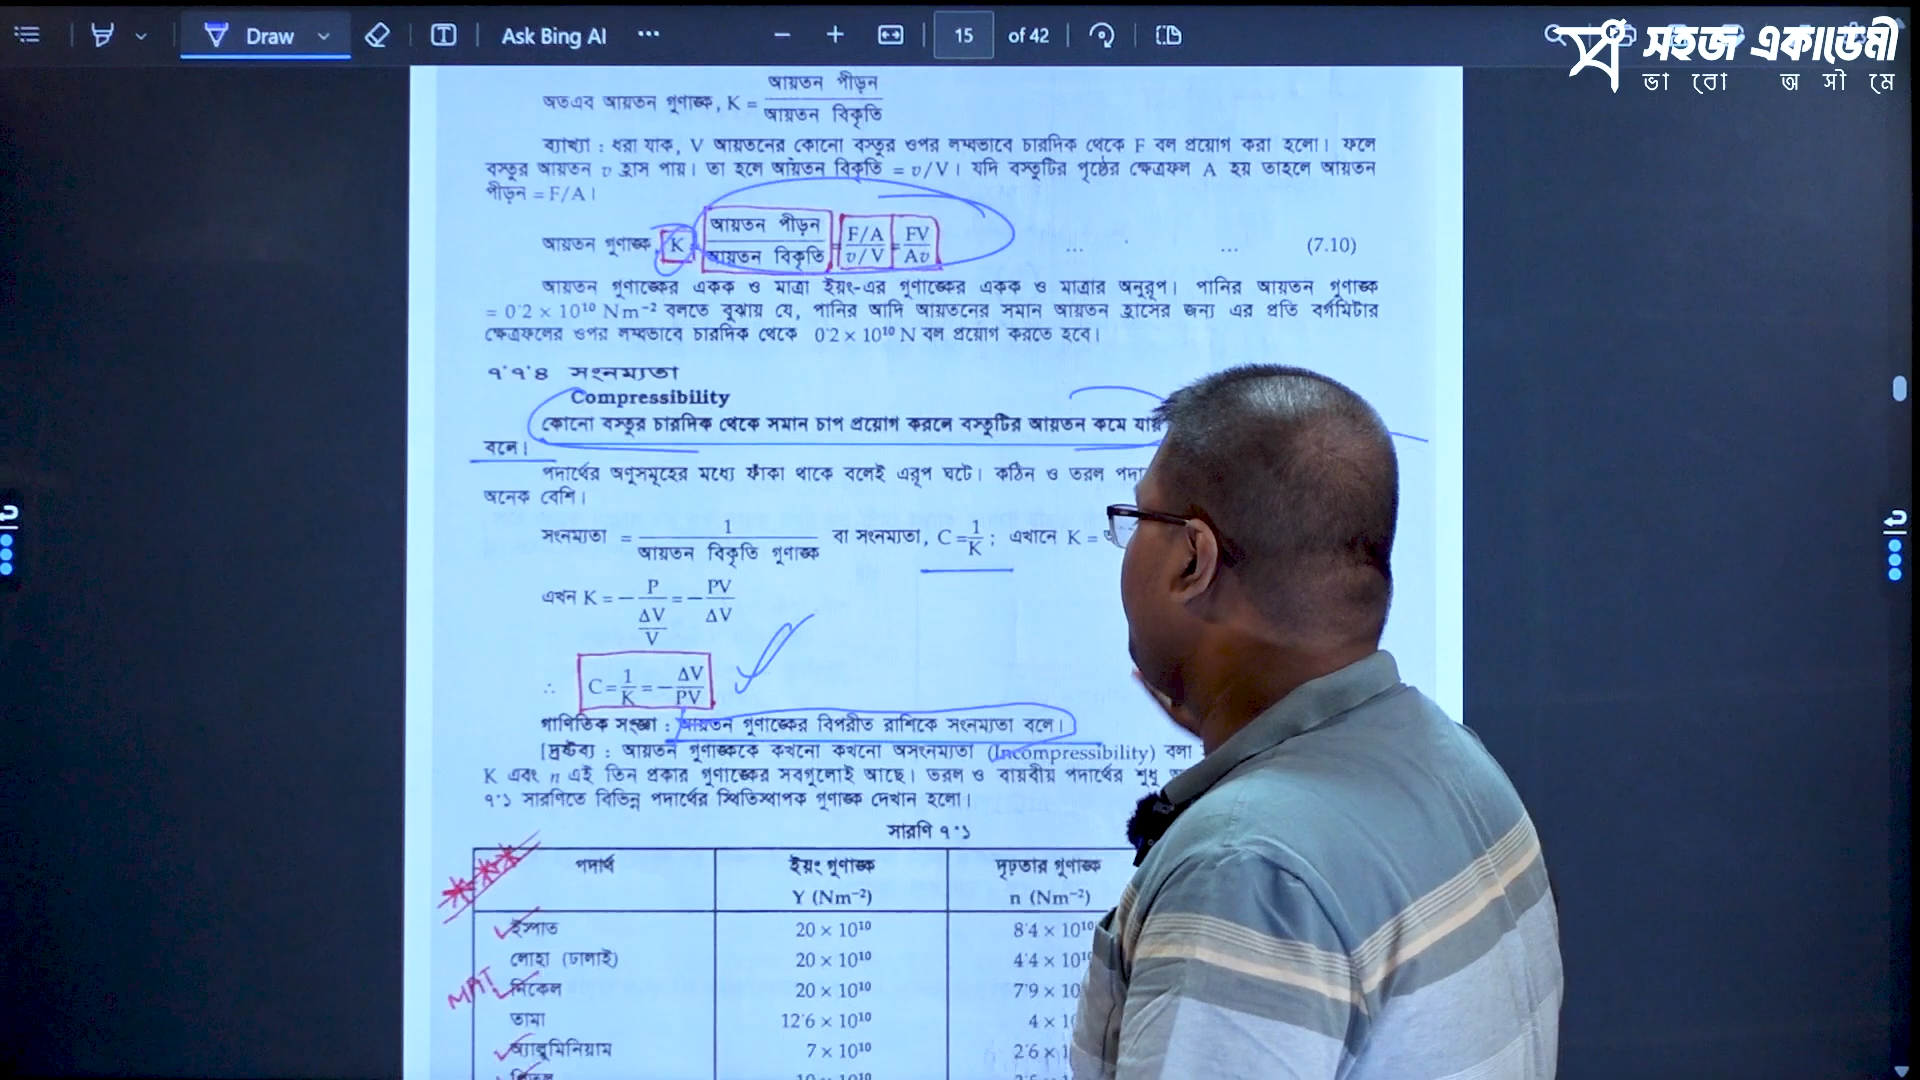 Draw
Ask Bing AI
15 of 42
সহজ একাডেমী
ভাবো অসীমে
অতএব আয়তন গুণাঙ্ক, K = আয়তন পীড়ন / আয়তন বিকৃতি
ব্যাখ্যা : ধরা যাক, V আয়তনের কোনো বস্তুর ওপর লম্বভাবে চারদিক থেকে F বল প্রয়োগ করা হলো। ফলে
বস্তুর আয়তন v হ্রাস পায়। তা হলে আয়তন বিকৃতি = v/V। যদি বস্তুটির পৃষ্ঠের ক্ষেত্রফল A হয় তাহলে আয়তন
পীড়ন = F/A।
আয়তন গুণাঙ্ক, K = আয়তন পীড়ন / আয়তন বিকৃতি = F/A / v/V = FV / Av ... ... (7.10)
আয়তন গুণাঙ্কের একক ও মাত্রা ইয়ং-এর গুণাঙ্কের একক ও মাত্রার অনুরূপ। পানির আয়তন গুণাঙ্ক
= 0·2 × 10¹⁰ Nm⁻² বলতে বুঝায় যে, পানির আদি আয়তনের সমান আয়তন হ্রাসের জন্য এর প্রতি বর্গমিটার
ক্ষেত্রফলের ওপর লম্বভাবে চারদিক থেকে 0·2 × 10¹⁰ N বল প্রয়োগ করতে হবে।
৭·৭·৪ সংনম্যতা
Compressibility
কোনো বস্তুর চারদিক থেকে সমান চাপ প্রয়োগ করলে বস্তুটির আয়তন কমে যায়
বলে।
পদার্থের অণুসমূহের মধ্যে ফাঁকা থাকে বলেই এরূপ ঘটে। কঠিন ও তরল
অনেক বেশি।
সংনম্যতা = 1 / আয়তন বিকৃতি গুণাঙ্ক বা সংনম্যতা, C = 1/K ; এখানে K =
এখন K = − P / ΔV/V = − PV / ΔV
∴ C = 1/K = − ΔV / PV
গাণিতিক সংজ্ঞা : আয়তন গুণাঙ্কের বিপরীত রাশিকে সংনম্যতা বলে।
[দ্রষ্টব্য : আয়তন গুণাঙ্ককে কখনো কখনো অসংনম্যতা (Incompressibility) বলা
K এবং n এই তিন প্রকার গুণাঙ্কের সবগুলোই আছে। তরল ও বায়বীয় পদার্থের শুধু
৭·১ সারণিতে বিভিন্ন পদার্থের স্থিতিস্থাপক গুণাঙ্ক দেখান হলো।
সারণি ৭·১
পদার্থ ইয়ং গুণাঙ্ক দৃঢ়তার গুণাঙ্ক
Y (Nm⁻²) n (Nm⁻²)
ইস্পাত 20 × 10¹⁰ 8·4 × 10¹⁰
লোহা (ঢালাই) 20 × 10¹⁰ 4·4 × 10¹⁰
MAT নিকেল 20 × 10¹⁰ 7·9 × 10
তামা 12·6 × 10¹⁰ 4 × 10
অ্যালুমিনিয়াম 7 × 10¹⁰ 2·6 × 1